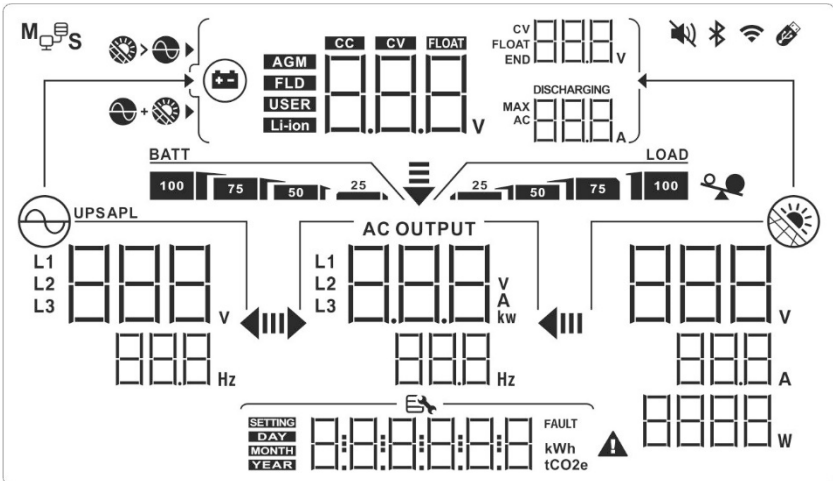 M S
CC CV FLOAT
AGM
FLD
USER
Li-ion
V
CV
FLOAT
END
V
DISCHARGING
MAX
AC
A
BATT
LOAD
100 75 50 25
25 50 75 100
UPSAPL
AC OUTPUT
L1
L2
L3
V
Hz
L1
L2
L3
V
A
kw
Hz
V
A
W
SETTING
DAY
MONTH
YEAR
FAULT
kWh
tCO2e